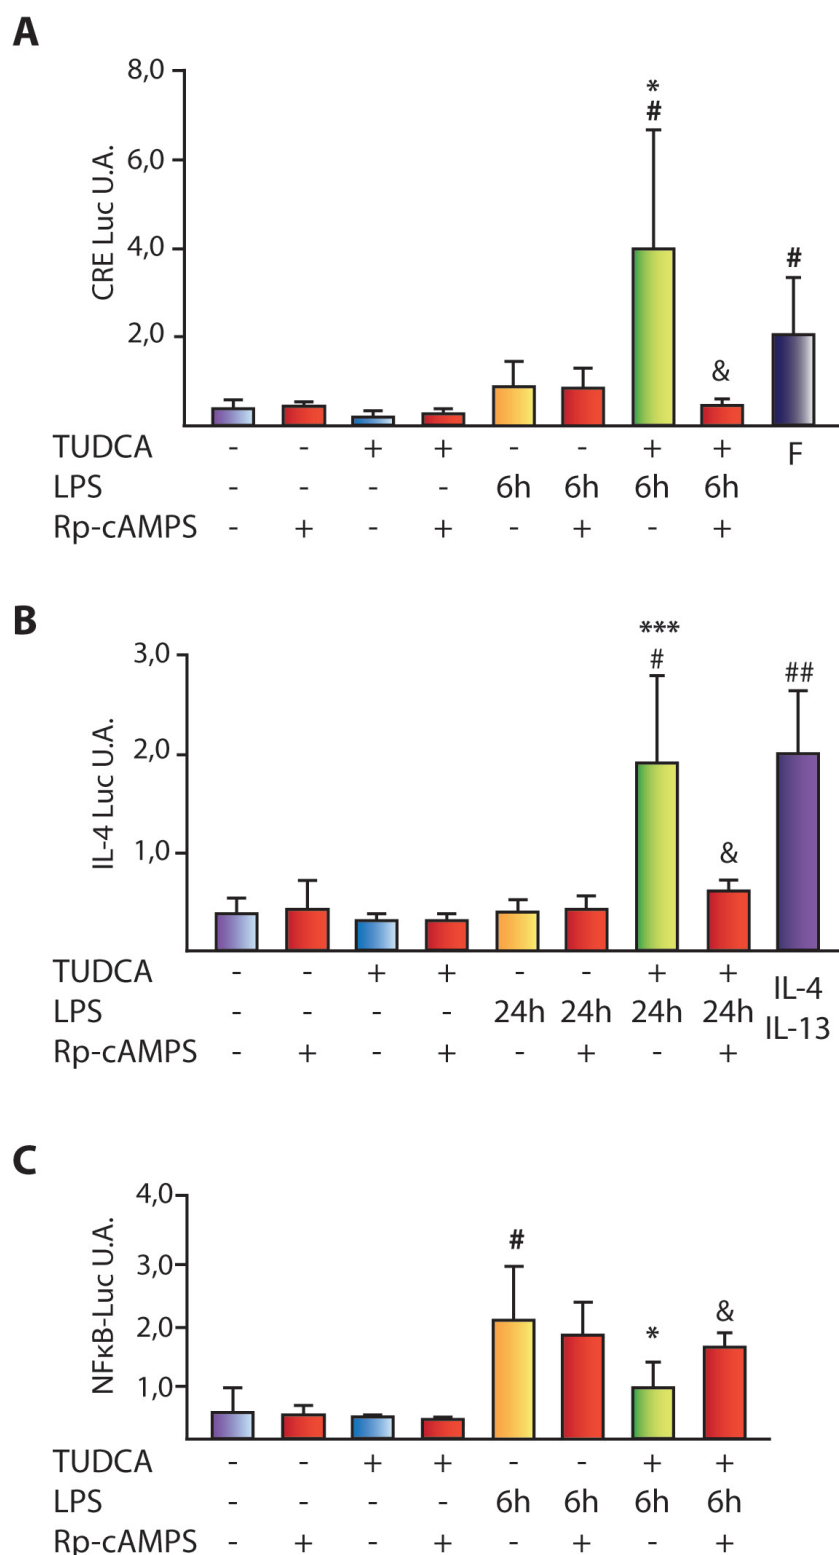 A
8,0
6,0
4,0
2,0
CRE Luc U.A.
*
#
&
#
TUDCA - - + + - - + + F
LPS - - - - 6h 6h 6h 6h
Rp-cAMPS - + - + - + - +
B
3,0
2,0
1,0
IL-4 Luc U.A.
***
#
&
##
TUDCA - - + + - - + + IL-4
LPS - - - - 24h 24h 24h 24h IL-13
Rp-cAMPS - + - + - + - +
C
4,0
3,0
2,0
1,0
NFκB-Luc U.A.
#
*
&
TUDCA - - + + - - + +
LPS - - - - 6h 6h 6h 6h
Rp-cAMPS - + - + - + - +